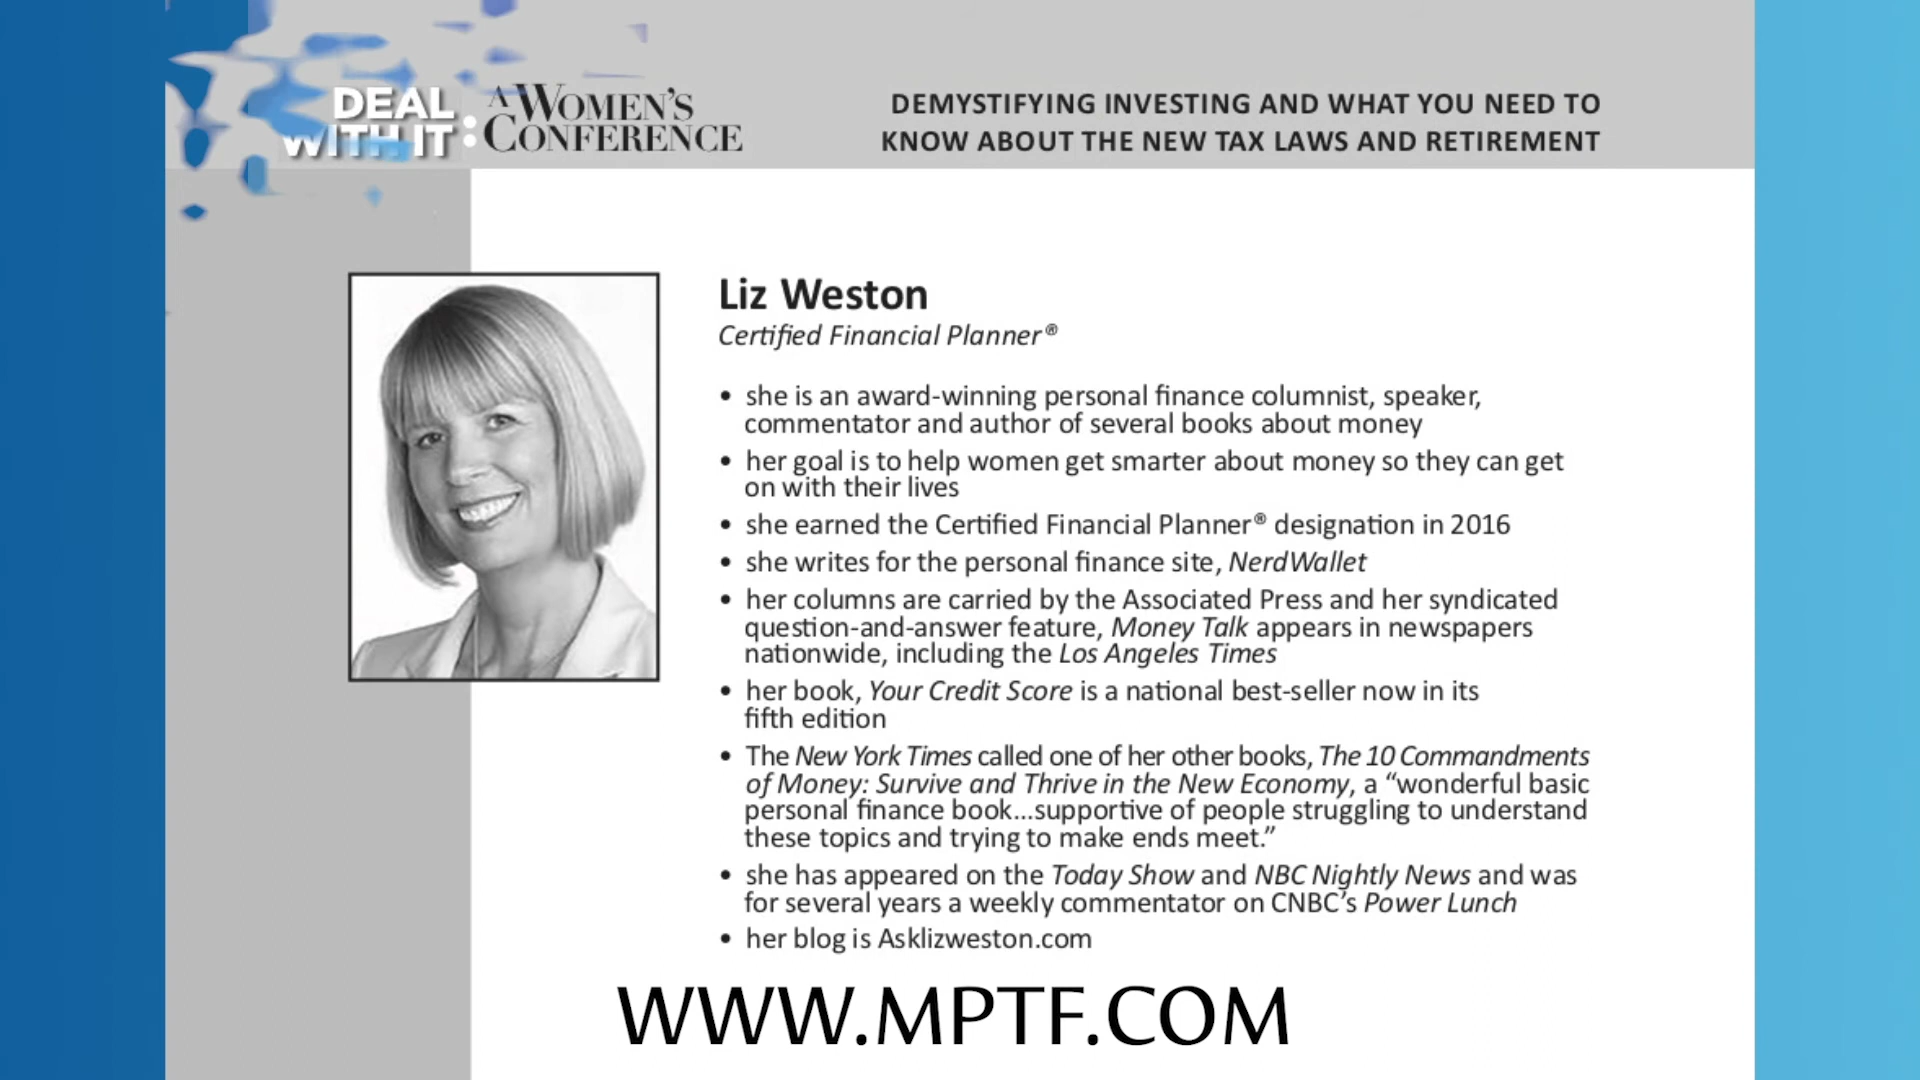 DEAL
WITH IT:
A WOMEN'S
CONFERENCE
DEMYSTIFYING INVESTING AND WHAT YOU NEED TO
KNOW ABOUT THE NEW TAX LAWS AND RETIREMENT
Liz Weston
Certified Financial Planner®
• she is an award-winning personal finance columnist, speaker,
commentator and author of several books about money
• her goal is to help women get smarter about money so they can get
on with their lives
• she earned the Certified Financial Planner® designation in 2016
• she writes for the personal finance site, NerdWallet
• her columns are carried by the Associated Press and her syndicated
question-and-answer feature, Money Talk appears in newspapers
nationwide, including the Los Angeles Times
• her book, Your Credit Score is a national best-seller now in its
fifth edition
• The New York Times called one of her other books, The 10 Commandments
of Money: Survive and Thrive in the New Economy, a “wonderful basic
personal finance book...supportive of people struggling to understand
these topics and trying to make ends meet.”
• she has appeared on the Today Show and NBC Nightly News and was
for several years a weekly commentator on CNBC’s Power Lunch
• her blog is Asklizweston.com
WWW.MPTF.COM